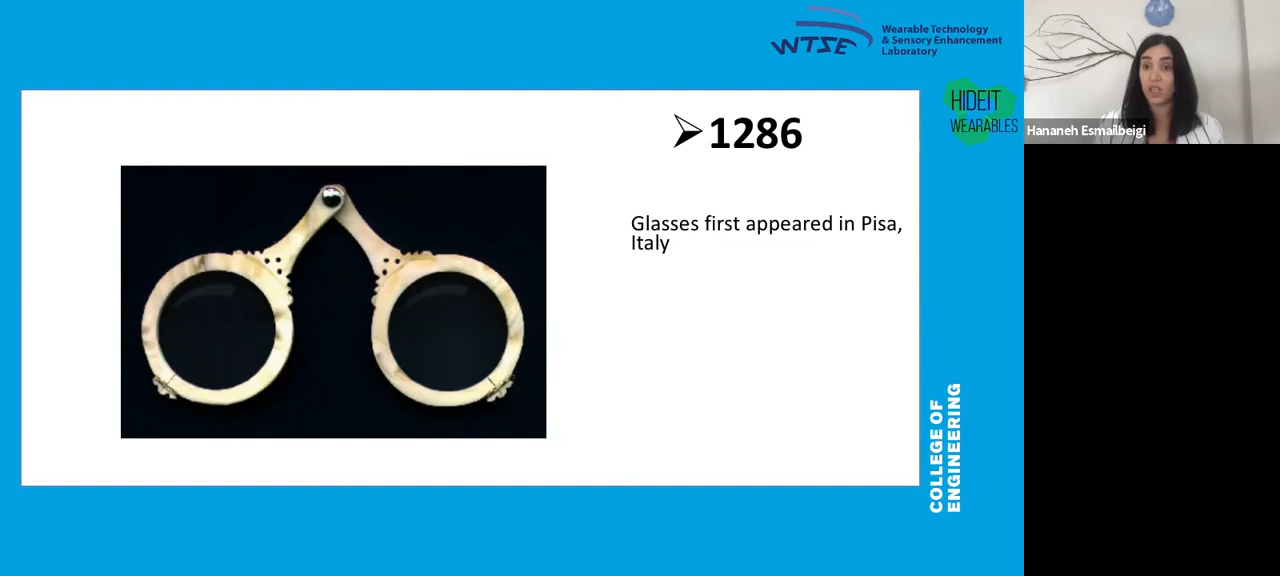 WTSE
Wearable Technology
& Sensory Enhancement
Laboratory
➢1286
HIDEIT
WEARABLES
Hananeh Esmailbeigi
Glasses first appeared in Pisa,
Italy
COLLEGE OF
ENGINEERING